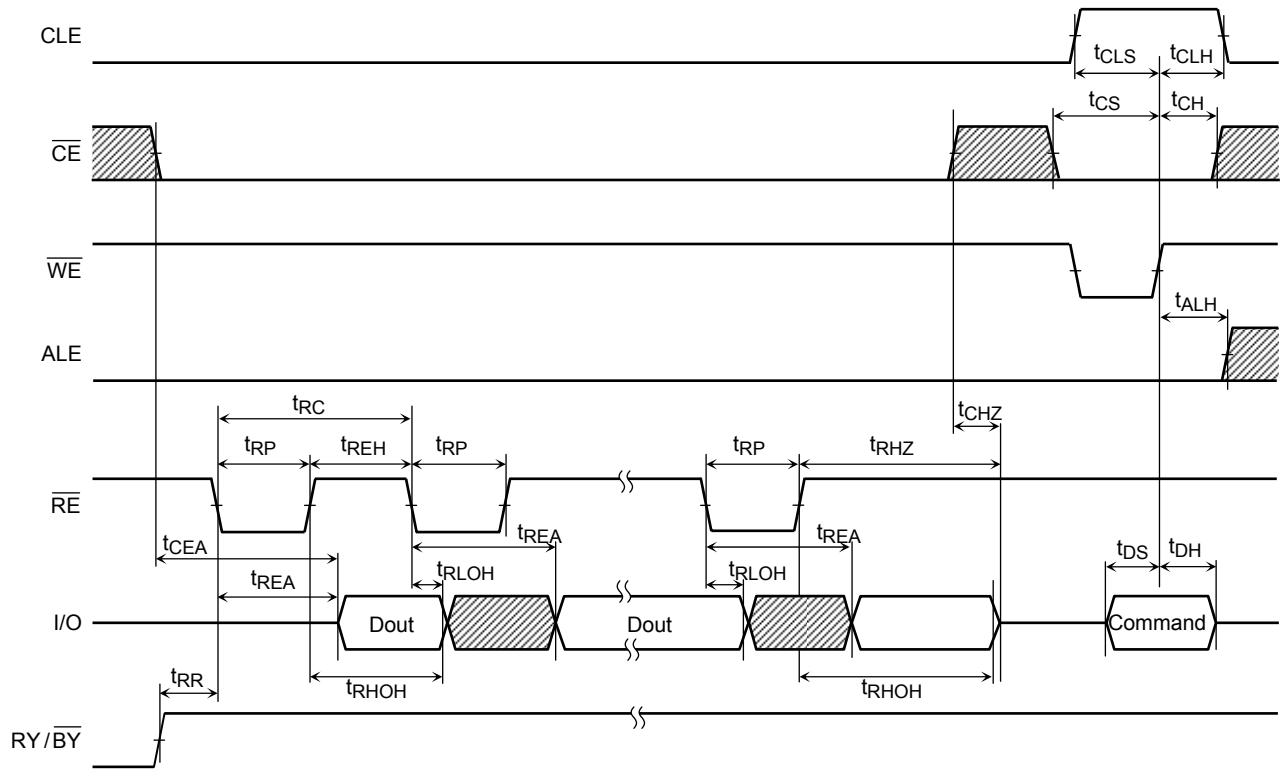 CLE
tCLS tCLH
tCS tCH
CE
WE
tALH
ALE
tRC
tCHZ
tRP tREH tRP tRP tRHZ
RE
tCEA
tREA tREA
tREA tRLOH tRLOH tDS tDH
I/O Dout Dout Command
tRR tRHOH tRHOH
RY/BY